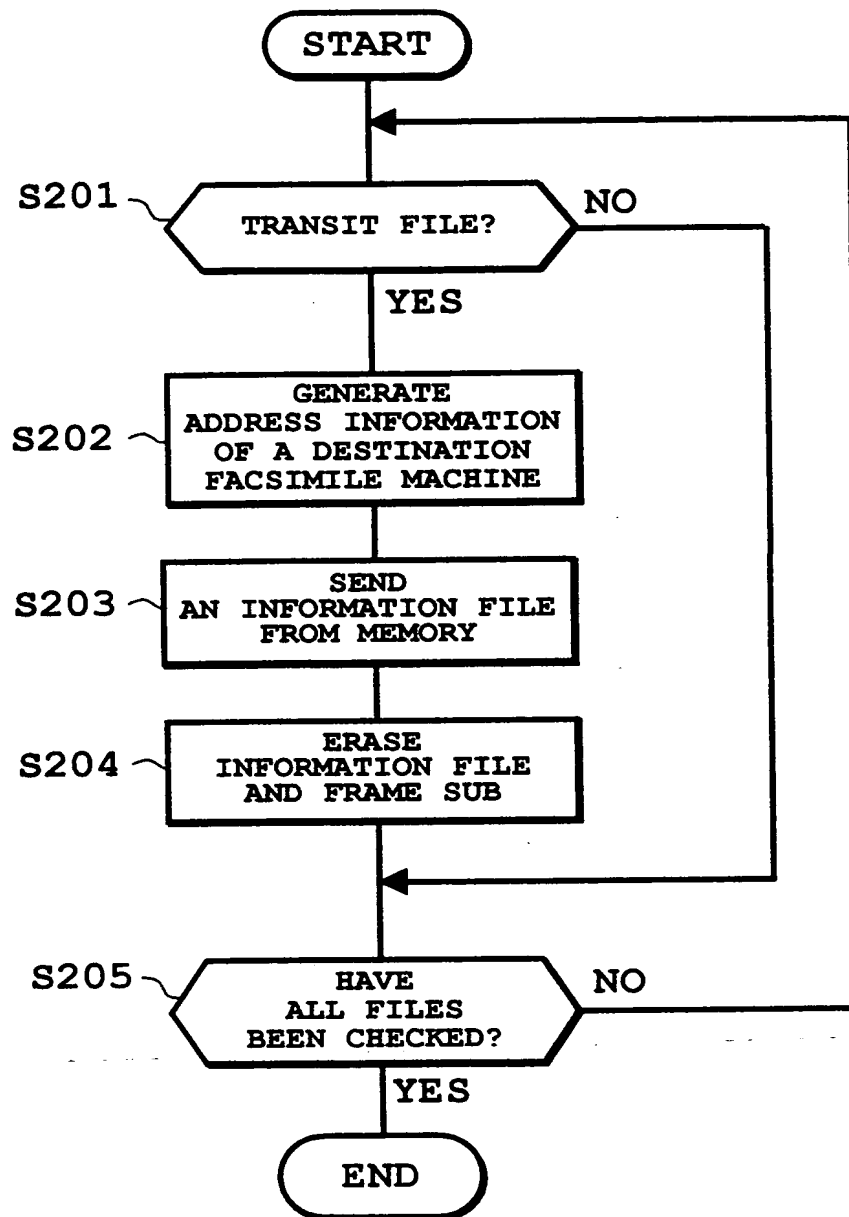 START
S201
TRANSIT FILE?
NO
YES
S202
GENERATE
ADDRESS INFORMATION
OF A DESTINATION
FACSIMILE MACHINE
S203
SEND
AN INFORMATION FILE
FROM MEMORY
S204
ERASE
INFORMATION FILE
AND FRAME SUB
S205
HAVE
ALL FILES
BEEN CHECKED?
NO
YES
END